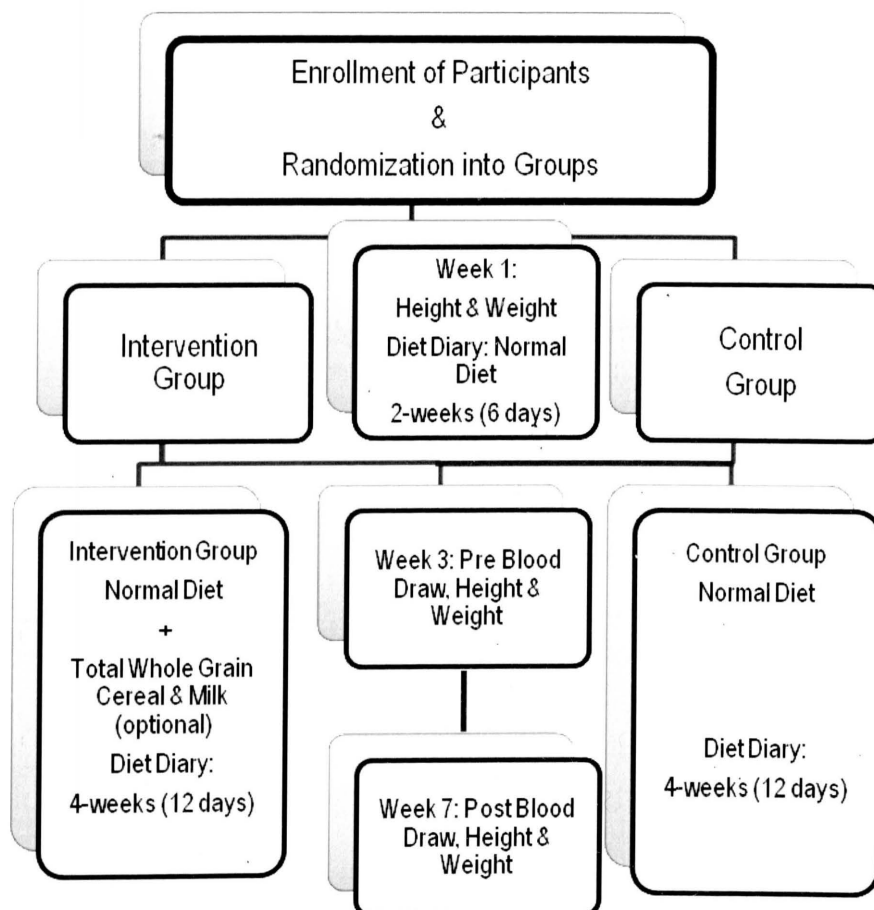 Enrollment of Participants
&
Randomization into Groups
Intervention
Group
Week 1:
Height & Weight
Diet Diary: Normal
Diet
2-weeks (6 days)
Control
Group
Intervention Group
Normal Diet
+
Total Whole Grain
Cereal & Milk
(optional)
Diet Diary:
4-weeks (12 days)
Week 3: Pre Blood
Draw, Height &
Weight
Week 7: Post Blood
Draw, Height &
Weight
Control Group
Normal Diet
Diet Diary:
4-weeks (12 days)